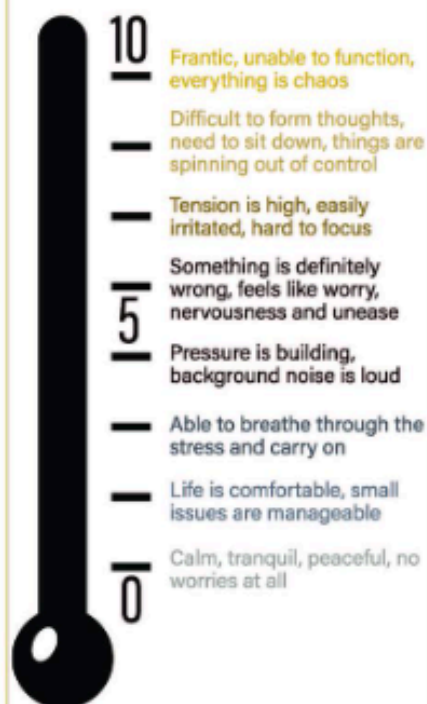 10
Frantic, unable to function,
everything is chaos
Difficult to form thoughts,
need to sit down, things are
spinning out of control
Tension is high, easily
irritated, hard to focus
Something is definitely
wrong, feels like worry,
nervousness and unease
5
Pressure is building,
background noise is loud
Able to breathe through the
stress and carry on
Life is comfortable, small
issues are manageable
Calm, tranquil, peaceful, no
worries at all
0